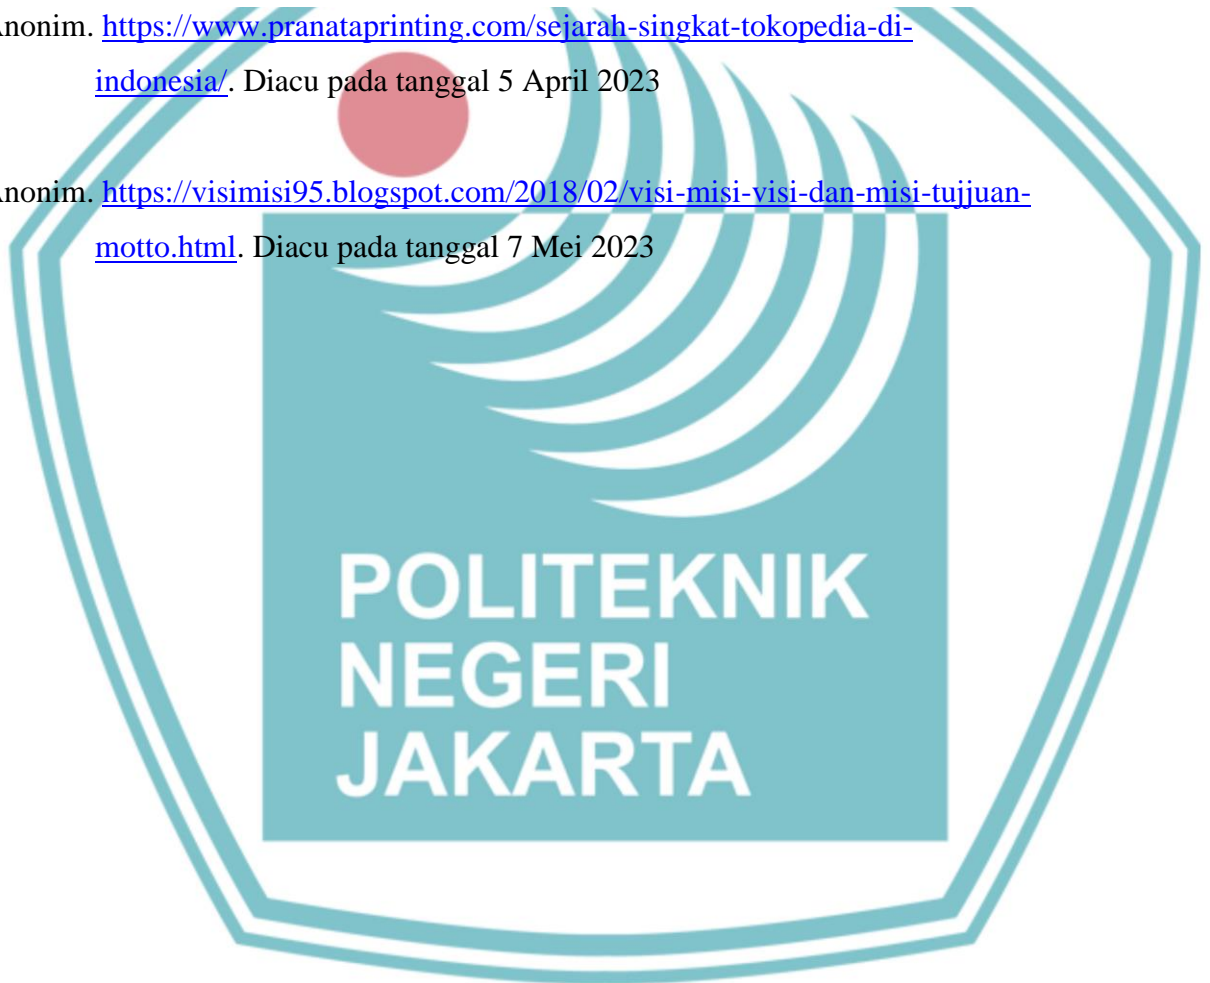 Anonim. https://www.pranataprinting.com/sejarah-singkat-tokopedia-di-
indonesia/. Diacu pada tanggal 5 April 2023
Anonim. https://visimisi95.blogspot.com/2018/02/visi-misi-visi-dan-misi-tujjuan-
motto.html. Diacu pada tanggal 7 Mei 2023
POLITEKNIK
NEGERI
JAKARTA